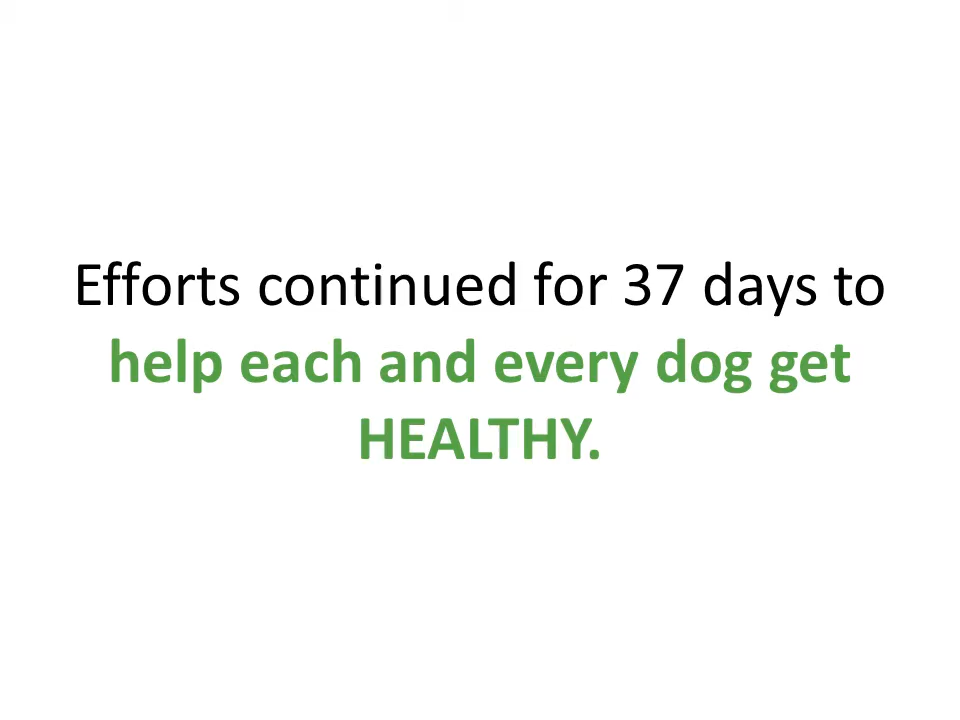 Efforts continued for 37 days to
help each and every dog get
HEALTHY.